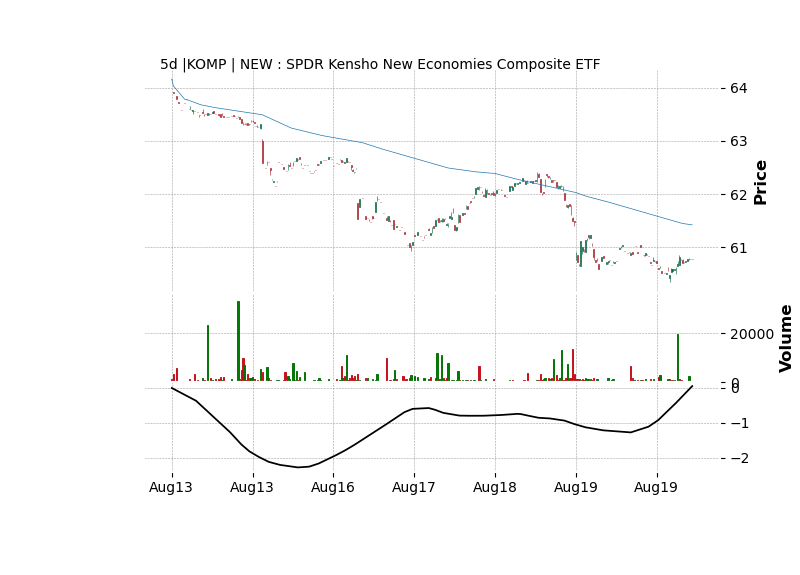 5d |KOMP | NEW : SPDR Kensho New Economies Composite ETF
64
63
62
61
Price
20000
0
Volume
0
−1
−2
Aug13 Aug13 Aug16 Aug17 Aug18 Aug19 Aug19